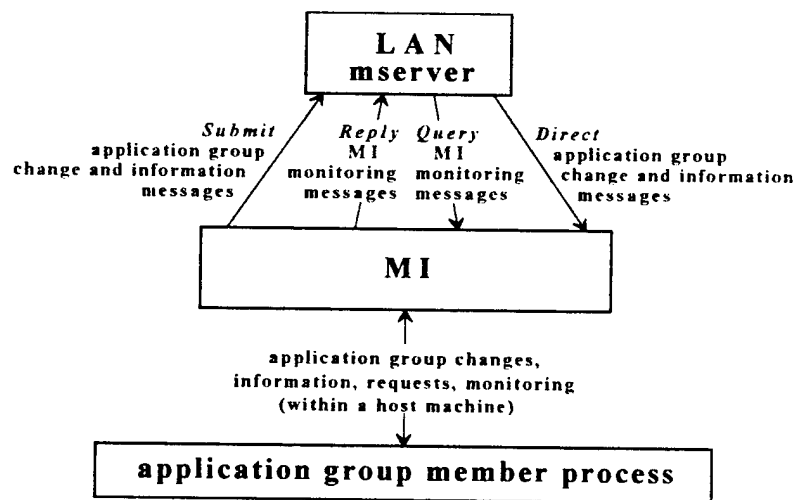 LAN
mserver
Submit
application group
change and information
messages
Reply
MI
monitoring
messages
Query
MI
monitoring
messages
Direct
application group
change and information
messages
MI
application group changes,
information, requests, monitoring
(within a host machine)
application group member process